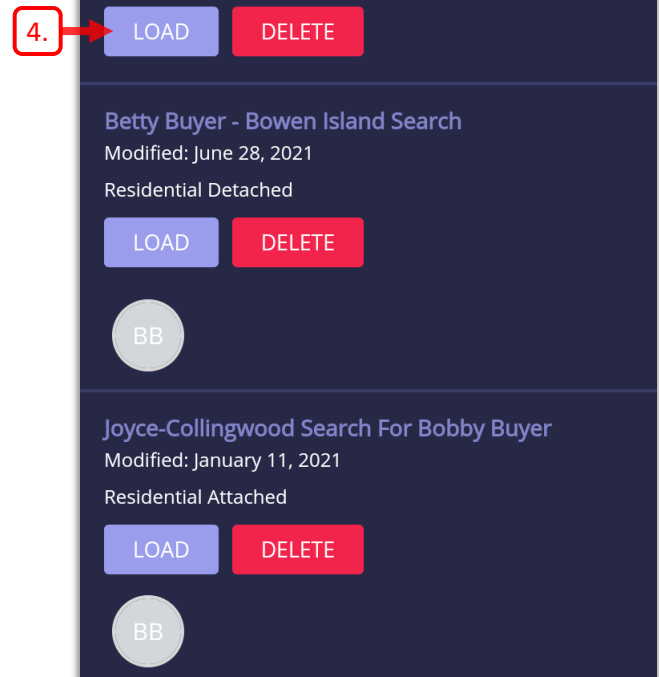 4.
LOAD DELETE
Betty Buyer - Bowen Island Search
Modified: June 28, 2021
Residential Detached
LOAD DELETE
BB
Joyce-Collingwood Search For Bobby Buyer
Modified: January 11, 2021
Residential Attached
LOAD DELETE
BB